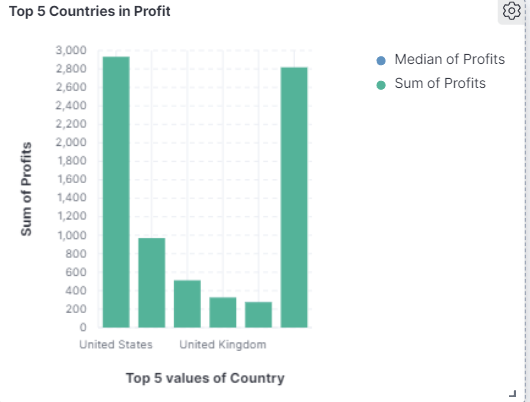 Top 5 Countries in Profit
Median of Profits
Sum of Profits
Sum of Profits
3,000
2,800
2,600
2,400
2,200
2,000
1,800
1,600
1,400
1,200
1,000
800
600
400
200
0
United States
United Kingdom
Top 5 values of Country